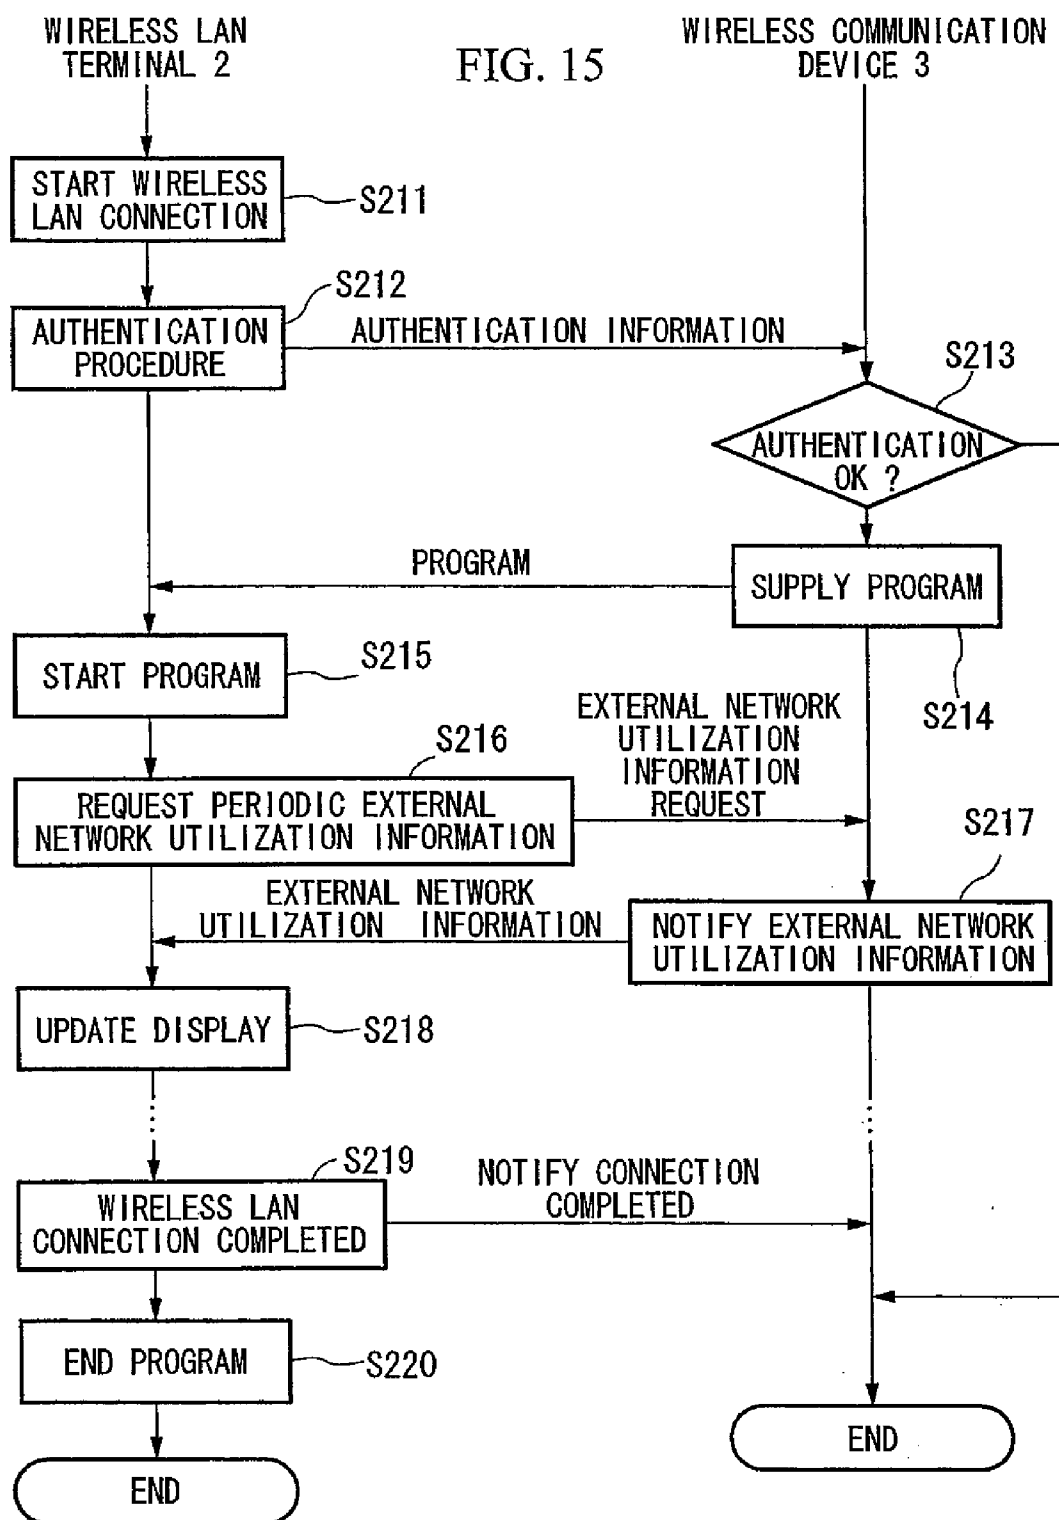 WIRELESS LAN
TERMINAL 2
FIG. 15
WIRELESS COMMUNICATION
DEVICE 3
START WIRELESS
LAN CONNECTION
S211
S212
AUTHENTICATION
PROCEDURE
AUTHENTICATION INFORMATION
S213
AUTHENTICATION
OK ?
PROGRAM
SUPPLY PROGRAM
S214
START PROGRAM
S215
EXTERNAL NETWORK
UTILIZATION
INFORMATION
REQUEST
S216
REQUEST PERIODIC EXTERNAL
NETWORK UTILIZATION INFORMATION
S217
EXTERNAL NETWORK
UTILIZATION INFORMATION
NOTIFY EXTERNAL NETWORK
UTILIZATION INFORMATION
UPDATE DISPLAY
S218
S219
WIRELESS LAN
CONNECTION COMPLETED
NOTIFY CONNECTION
COMPLETED
END PROGRAM
S220
END
END